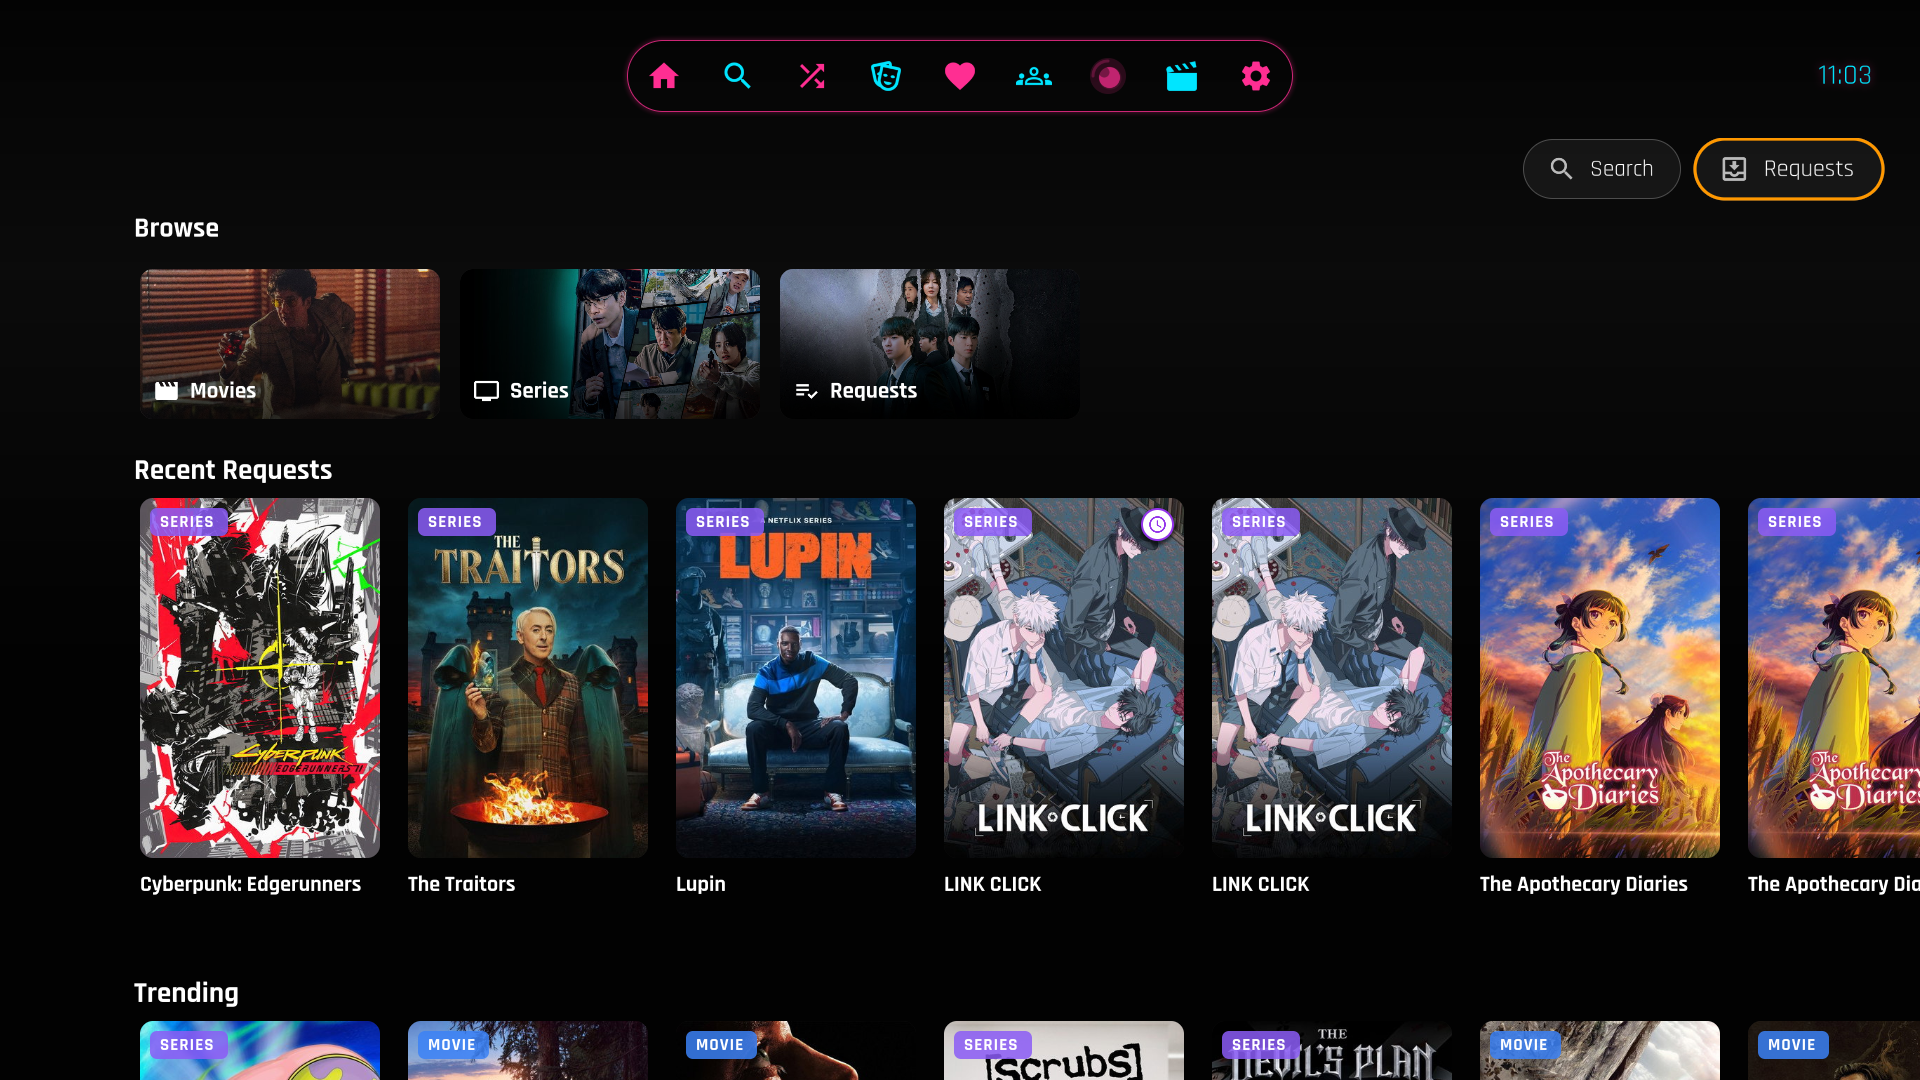 11:03
Search
Requests
Browse
Movies
Series
Requests
Recent Requests
SERIES
CYBERPUNK
EDGERUNNERS
Cyberpunk: Edgerunners
SERIES
THE
TRAITORS
The Traitors
SERIES
A NETFLIX SERIES
LUPIN
Lupin
SERIES
LINK CLICK
LINK CLICK
SERIES
LINK CLICK
LINK CLICK
SERIES
The
Apothecary
Diaries
The Apothecary Diaries
SERIES
The
Apothecary
Diaries
The Apothecary Dia
Trending
SERIES
MOVIE
MOVIE
SERIES
[scrubs]
SERIES
THE
DEVIL'S PLAN
MOVIE
MOVIE